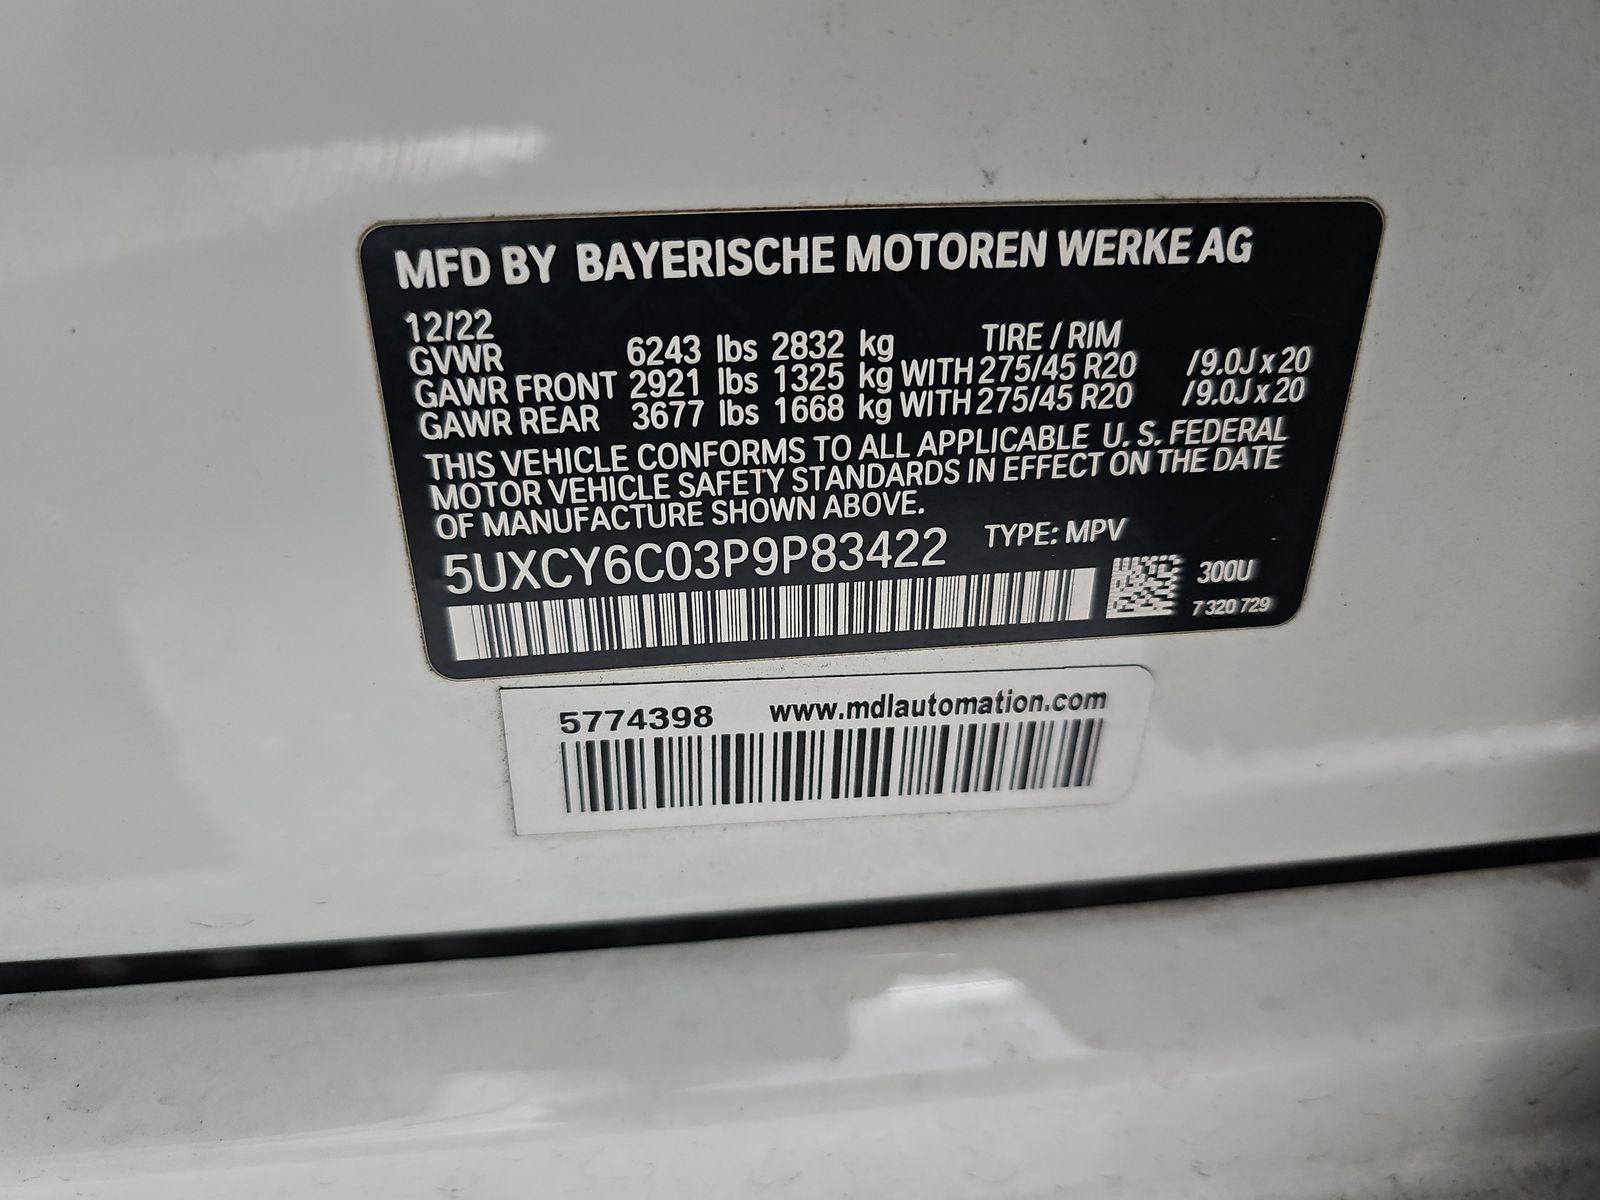 MFD BY BAYERISCHE MOTOREN WERKE AG
12/22
TIRE / RIM
GVWR 6243 lbs 2832 kg
GAWR FRONT 2921 lbs 1325 kg WITH 275/45 R20 / 9.0J x 20
GAWR REAR 3677 lbs 1668 kg WITH 275/45 R20 / 9.0J x 20
THIS VEHICLE CONFORMS TO ALL APPLICABLE U. S. FEDERAL
MOTOR VEHICLE SAFETY STANDARDS IN EFFECT ON THE DATE
OF MANUFACTURE SHOWN ABOVE.
5UXCY6C03P9P83422 TYPE: MPV
300U
7 320 729
5774398 www.mdlautomation.com